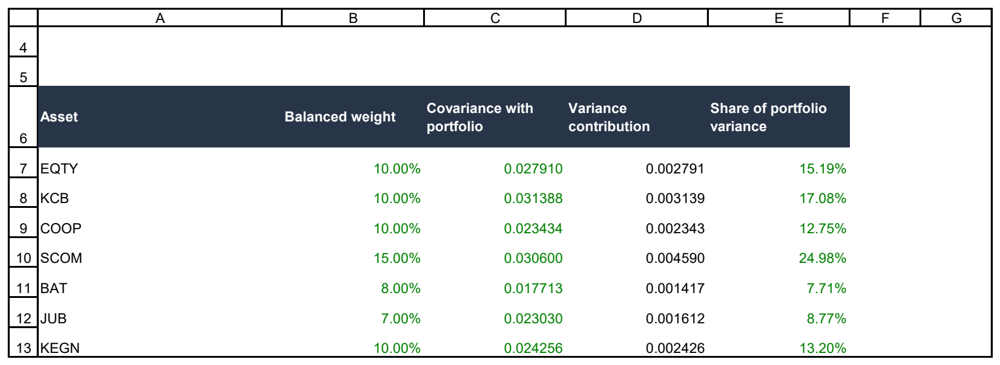 A B C D E F G
4
5
6 Asset Balanced weight Covariance with portfolio Variance contribution Share of portfolio variance
7 EQTY 10.00% 0.027910 0.002791 15.19%
8 KCB 10.00% 0.031388 0.003139 17.08%
9 COOP 10.00% 0.023434 0.002343 12.75%
10 SCOM 15.00% 0.030600 0.004590 24.98%
11 BAT 8.00% 0.017713 0.001417 7.71%
12 JUB 7.00% 0.023030 0.001612 8.77%
13 KEGN 10.00% 0.024256 0.002426 13.20%